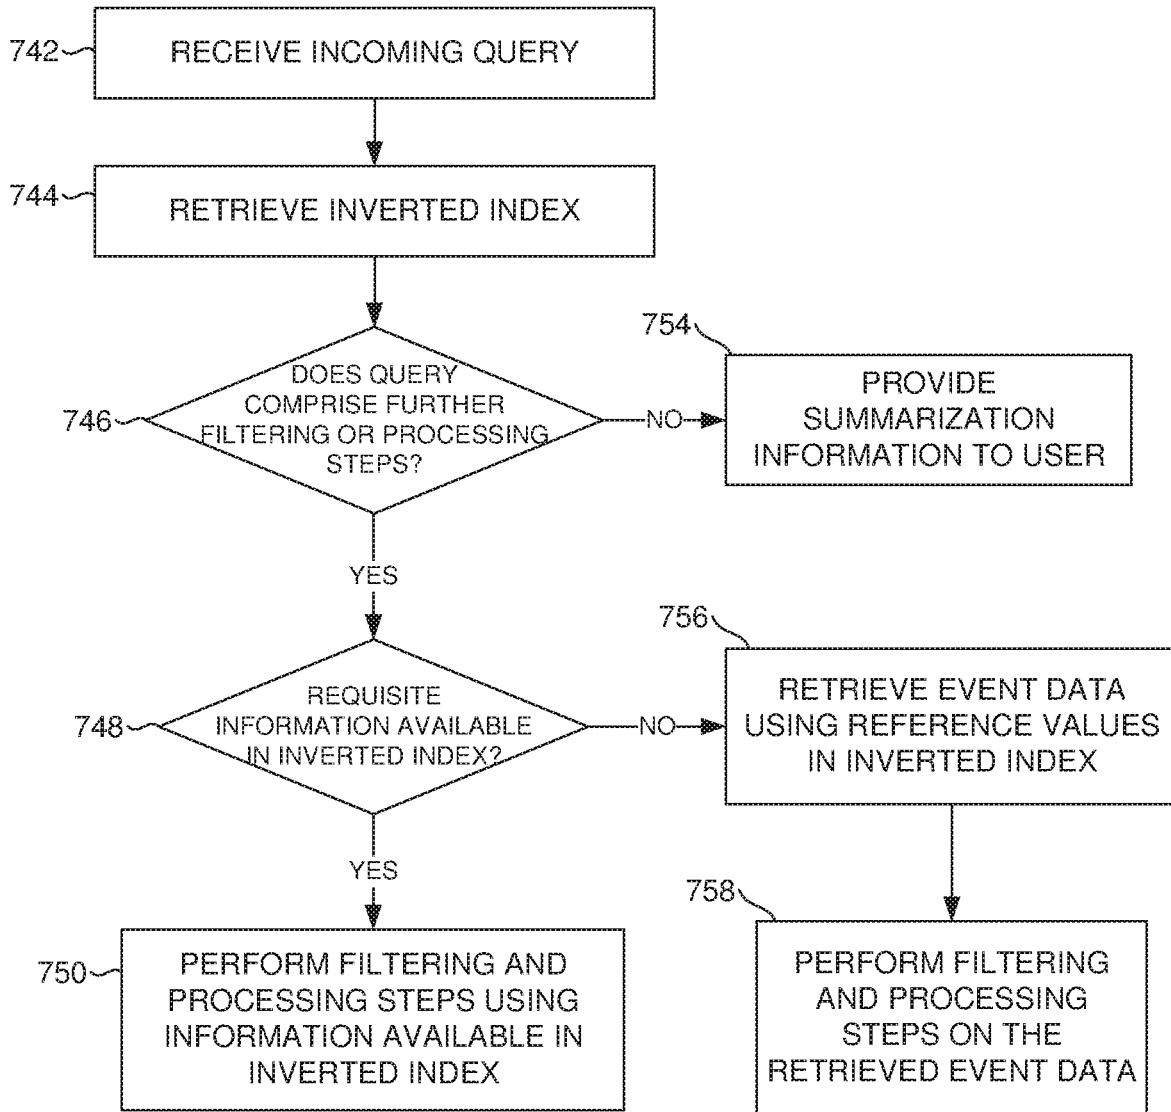 742
RECEIVE INCOMING QUERY
744
RETRIEVE INVERTED INDEX
746
DOES QUERY
COMPRISE FURTHER
FILTERING OR PROCESSING
STEPS?
NO
754
PROVIDE
SUMMARIZATION
INFORMATION TO USER
YES
748
REQUISITE
INFORMATION AVAILABLE
IN INVERTED INDEX?
NO
756
RETRIEVE EVENT DATA
USING REFERENCE VALUES
IN INVERTED INDEX
YES
750
PERFORM FILTERING AND
PROCESSING STEPS USING
INFORMATION AVAILABLE IN
INVERTED INDEX
758
PERFORM FILTERING
AND PROCESSING
STEPS ON THE
RETRIEVED EVENT DATA